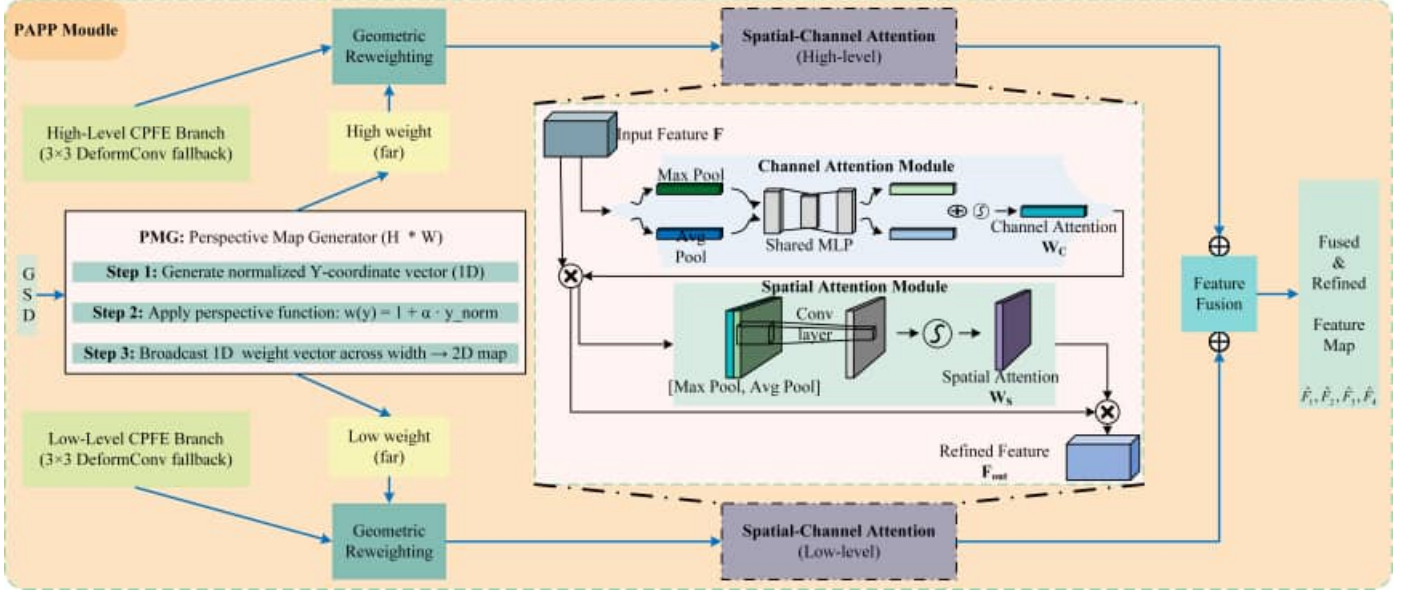 PAPP Moudle
Geometric
Reweighting
Spatial-Channel Attention
(High-level)
High-Level CPFE Branch
(3×3 DeformConv fallback)
High weight
(far)
Input Feature F
Channel Attention Module
Max Pool
Avg
Pool
Shared MLP
Channel Attention
W_C
PMG: Perspective Map Generator (H * W)
Step 1: Generate normalized Y-coordinate vector (1D)
Step 2: Apply perspective function: w(y) = 1 + α · y_norm
Step 3: Broadcast 1D weight vector across width → 2D map
G
S
D
Spatial Attention Module
Conv
layer
[Max Pool, Avg Pool]
Spatial Attention
W_S
Refined Feature
F_out
Feature
Fusion
Fused
&
Refined
Feature
Map
F̂₁, F̂₂, F̂₃, F̂₄
Low-Level CPFE Branch
(3×3 DeformConv fallback)
Low weight
(far)
Geometric
Reweighting
Spatial-Channel Attention
(Low-level)